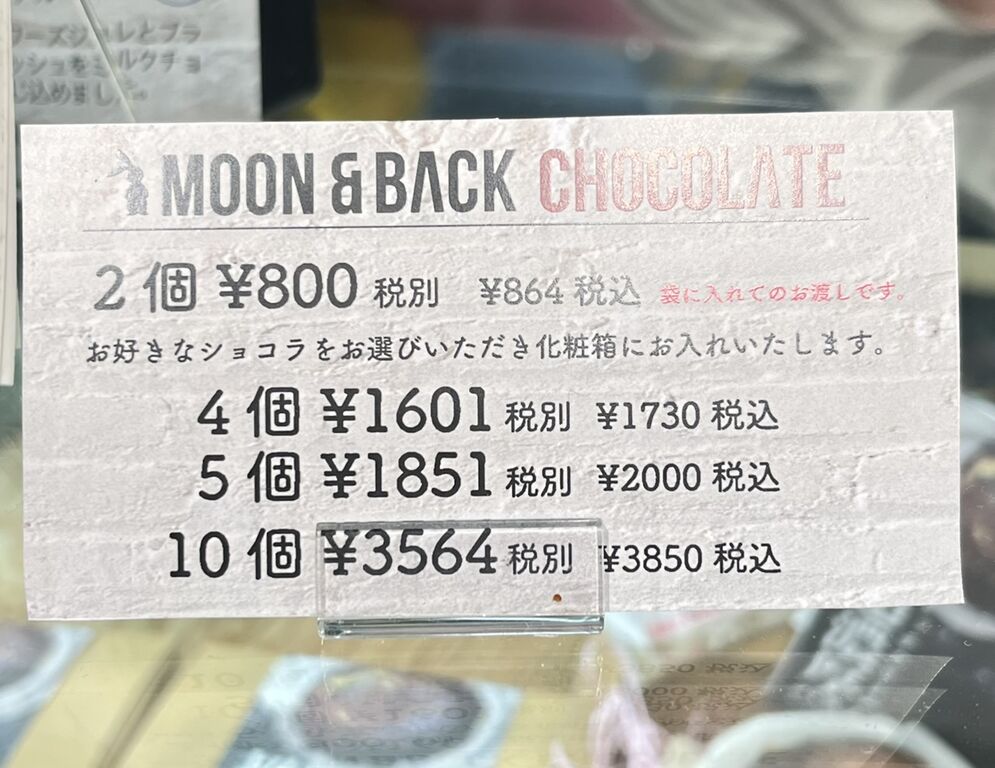 MOON & BACK CHOCOLATE
2個 ¥800 税別 ¥864 税込 袋に入れてのお渡しです。
お好きなショコラをお選びいただき化粧箱にお入れいたします。
4個 ¥1601 税別 ¥1730 税込
5個 ¥1851 税別 ¥2000 税込
10個 ¥3564 税別 ¥3850 税込